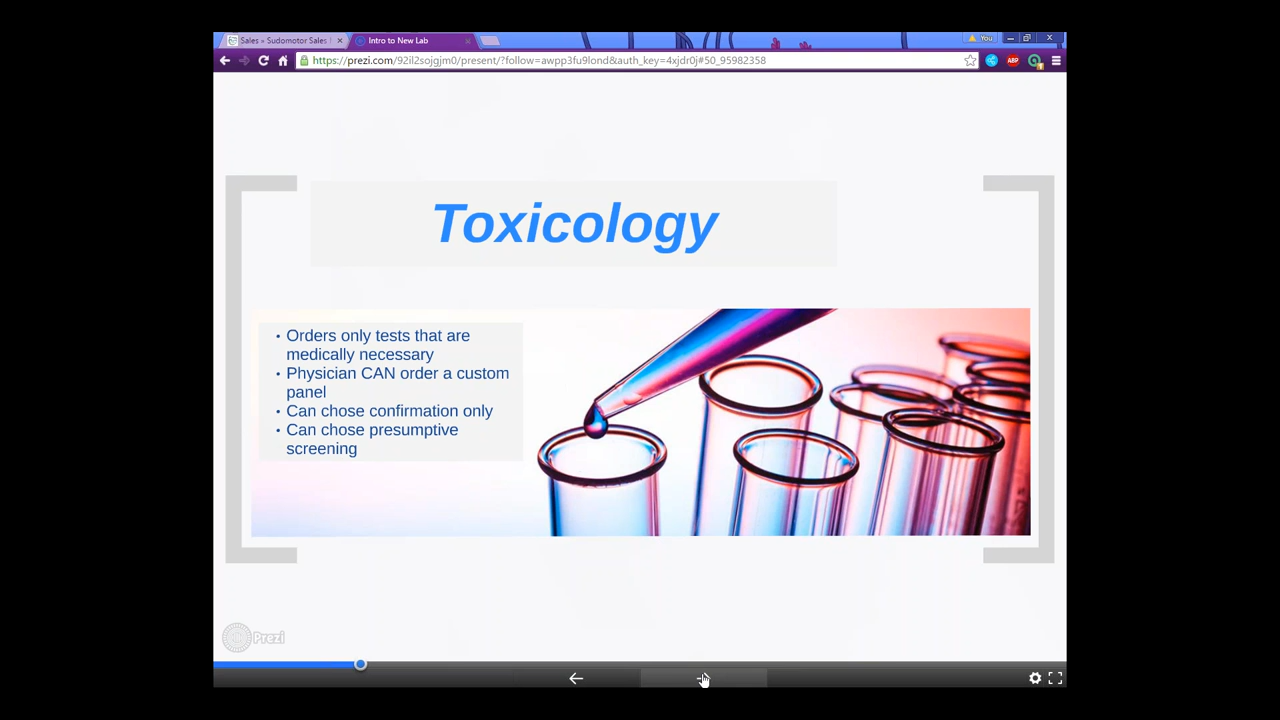 Sales » Sudomotor Sales
Intro to New Lab
You
https://prezi.com/92il2sojgjm0/present/?follow=awpp3fu9lond&auth_key=4xjdr0j#50_95982358
ABP
Toxicology
• Orders only tests that are
medically necessary
• Physician CAN order a custom
panel
• Can chose confirmation only
• Can chose presumptive
screening
Prezi